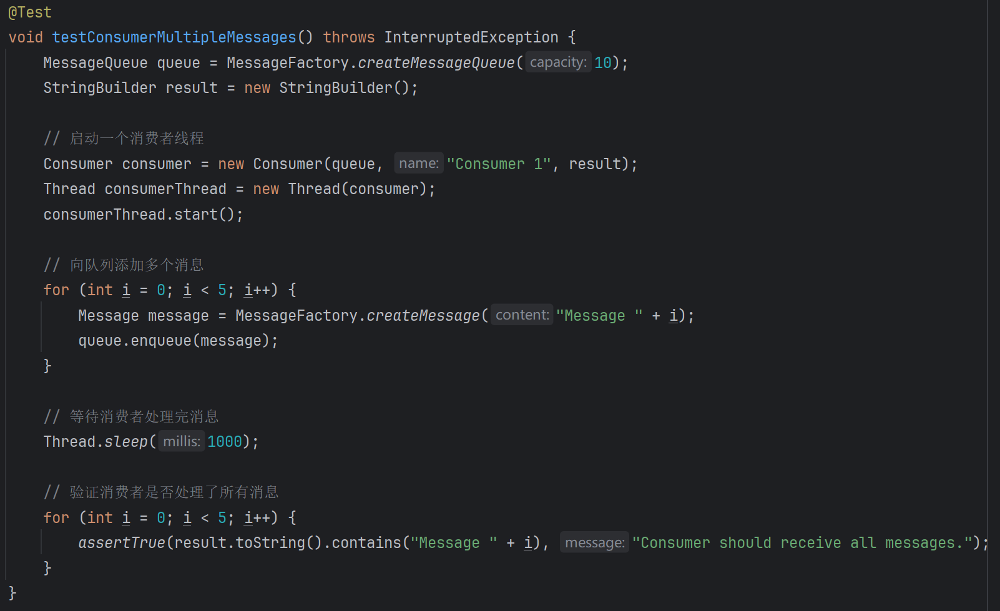 @Test
void testConsumerMultipleMessages() throws InterruptedException {
    MessageQueue queue = MessageFactory.createMessageQueue( capacity: 10);
    StringBuilder result = new StringBuilder();

    // 启动一个消费者线程
    Consumer consumer = new Consumer(queue, name: "Consumer 1", result);
    Thread consumerThread = new Thread(consumer);
    consumerThread.start();

    // 向队列添加多个消息
    for (int i = 0; i < 5; i++) {
        Message message = MessageFactory.createMessage( content: "Message " + i);
        queue.enqueue(message);
    }

    // 等待消费者处理完消息
    Thread.sleep( millis: 1000);

    // 验证消费者是否处理了所有消息
    for (int i = 0; i < 5; i++) {
        assertTrue(result.toString().contains("Message " + i), message: "Consumer should receive all messages.");
    }
}